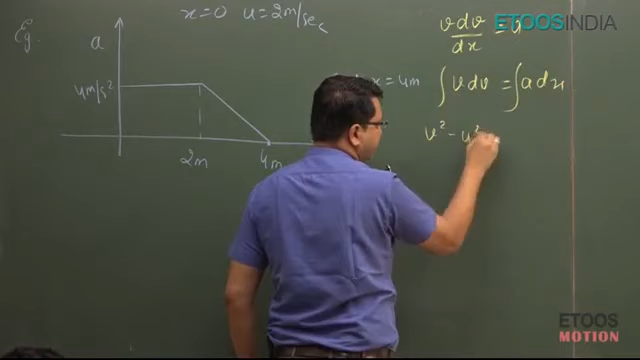 Eg.
x=0 u=2m/sec
v dv/dx = a
ETOOSINDIA
a
4m/s²
x = 4m
∫ v dv = ∫ a dx
v² - u²
2m
4m
ETOOS
MOTION